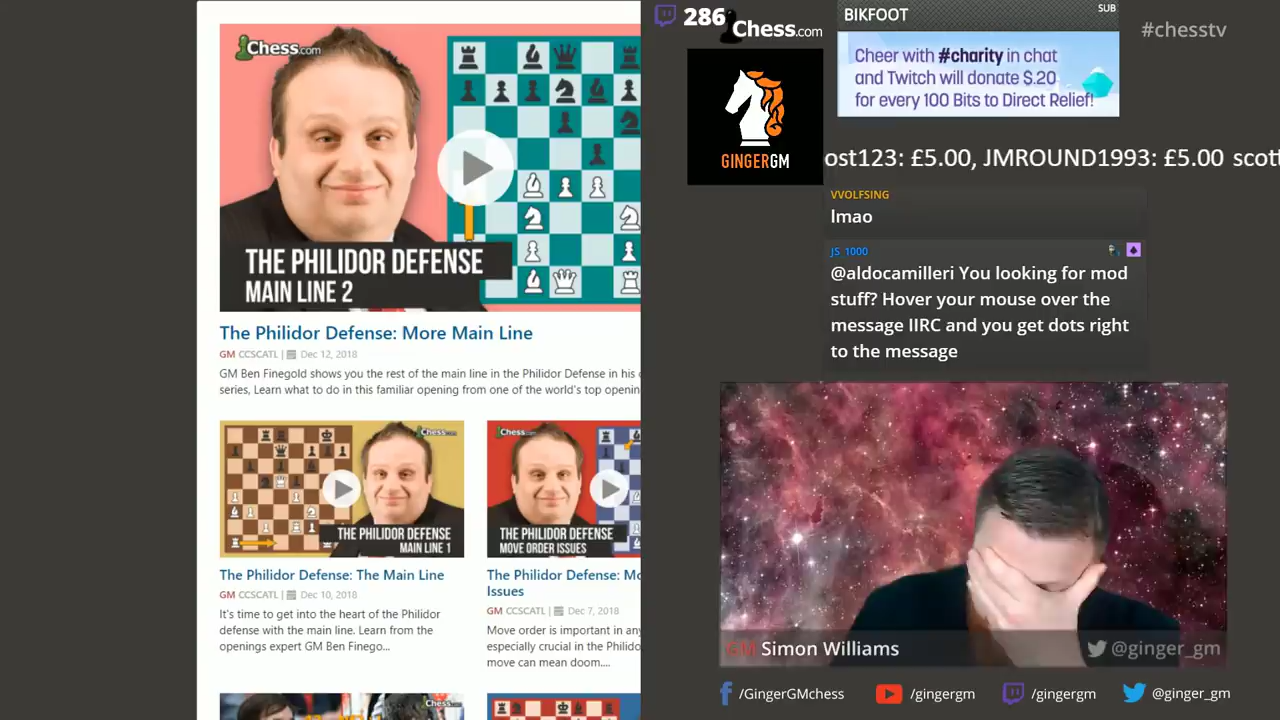 Chess.com
THE PHILIDOR DEFENSE
MAIN LINE 2
The Philidor Defense: More Main Line
GM CCSCATL | Dec 12, 2018
GM Ben Finegold shows you the rest of the main line in the Philidor Defense in his
series, Learn what to do in this familiar opening from one of the world's top openin
Chess.com
THE PHILIDOR DEFENSE
MAIN LINE 1
The Philidor Defense: The Main Line
GM CCSCATL | Dec 10, 2018
It's time to get into the heart of the Philidor
defense with the main line. Learn from the
openings expert GM Ben Finego...
Chess.com
THE PHILIDOR DEFENSE
MOVE ORDER ISSUES
The Philidor Defense: Mo
Issues
GM CCSCATL | Dec 7, 2018
Move order is important in any
especially crucial in the Philido
move can mean doom....
286
Chess.com
GINGERGM
BIKFOOT
SUB
Cheer with #charity in chat
and Twitch will donate $.20
for every 100 Bits to Direct Relief!
#chesstv
ost123: £5.00, JMROUND1993: £5.00 scott
VVOLFSING
lmao
JS_1000
@aldocamilleri You looking for mod
stuff? Hover your mouse over the
message IIRC and you get dots right
to the message
GM Simon Williams
@ginger_gm
/GingerGMchess
/gingergm
/gingergm
@ginger_gm